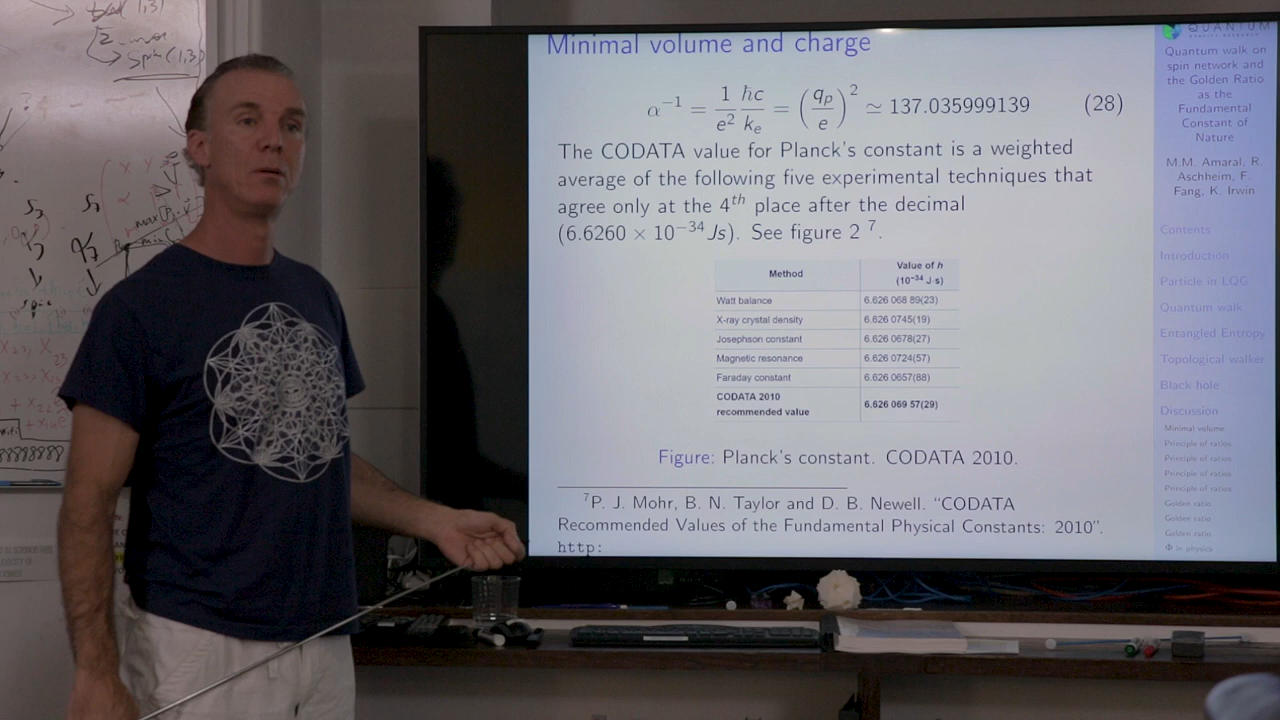 Spin(1,3)
Minimal volume and charge
α⁻¹ = 1/e² ħc/kₑ = (qₚ/e)² ≃ 137.035999139 (28)
The CODATA value for Planck's constant is a weighted
average of the following five experimental techniques that
agree only at the 4ᵗʰ place after the decimal
(6.6260 × 10⁻³⁴ Js). See figure 2 ⁷.
Method
Value of h
(10⁻³⁴ J·s)
Watt balance 6.626 068 89(23)
X-ray crystal density 6.626 0745(19)
Josephson constant 6.626 0678(27)
Magnetic resonance 6.626 0724(57)
Faraday constant 6.626 0657(88)
CODATA 2010
recommended value 6.626 069 57(29)
Figure: Planck's constant. CODATA 2010.
⁷P. J. Mohr, B. N. Taylor and D. B. Newell. "CODATA
Recommended Values of the Fundamental Physical Constants: 2010".
http:
QUANTUM
Quantum walk on
spin network and
the Golden Ratio
as the
Fundamental
Constant of
Nature
M.M. Amaral, R.
Aschheim, F.
Fang, K. Irwin
Contents
Introduction
Particle in LQG
Quantum walk
Entangled Entropy
Topological walker
Black hole
Discussion
Minimal volume
Principle of ratios
Principle of ratios
Principle of ratios
Principle of ratios
Golden ratio
Golden ratio
Golden ratio
Φ in physics